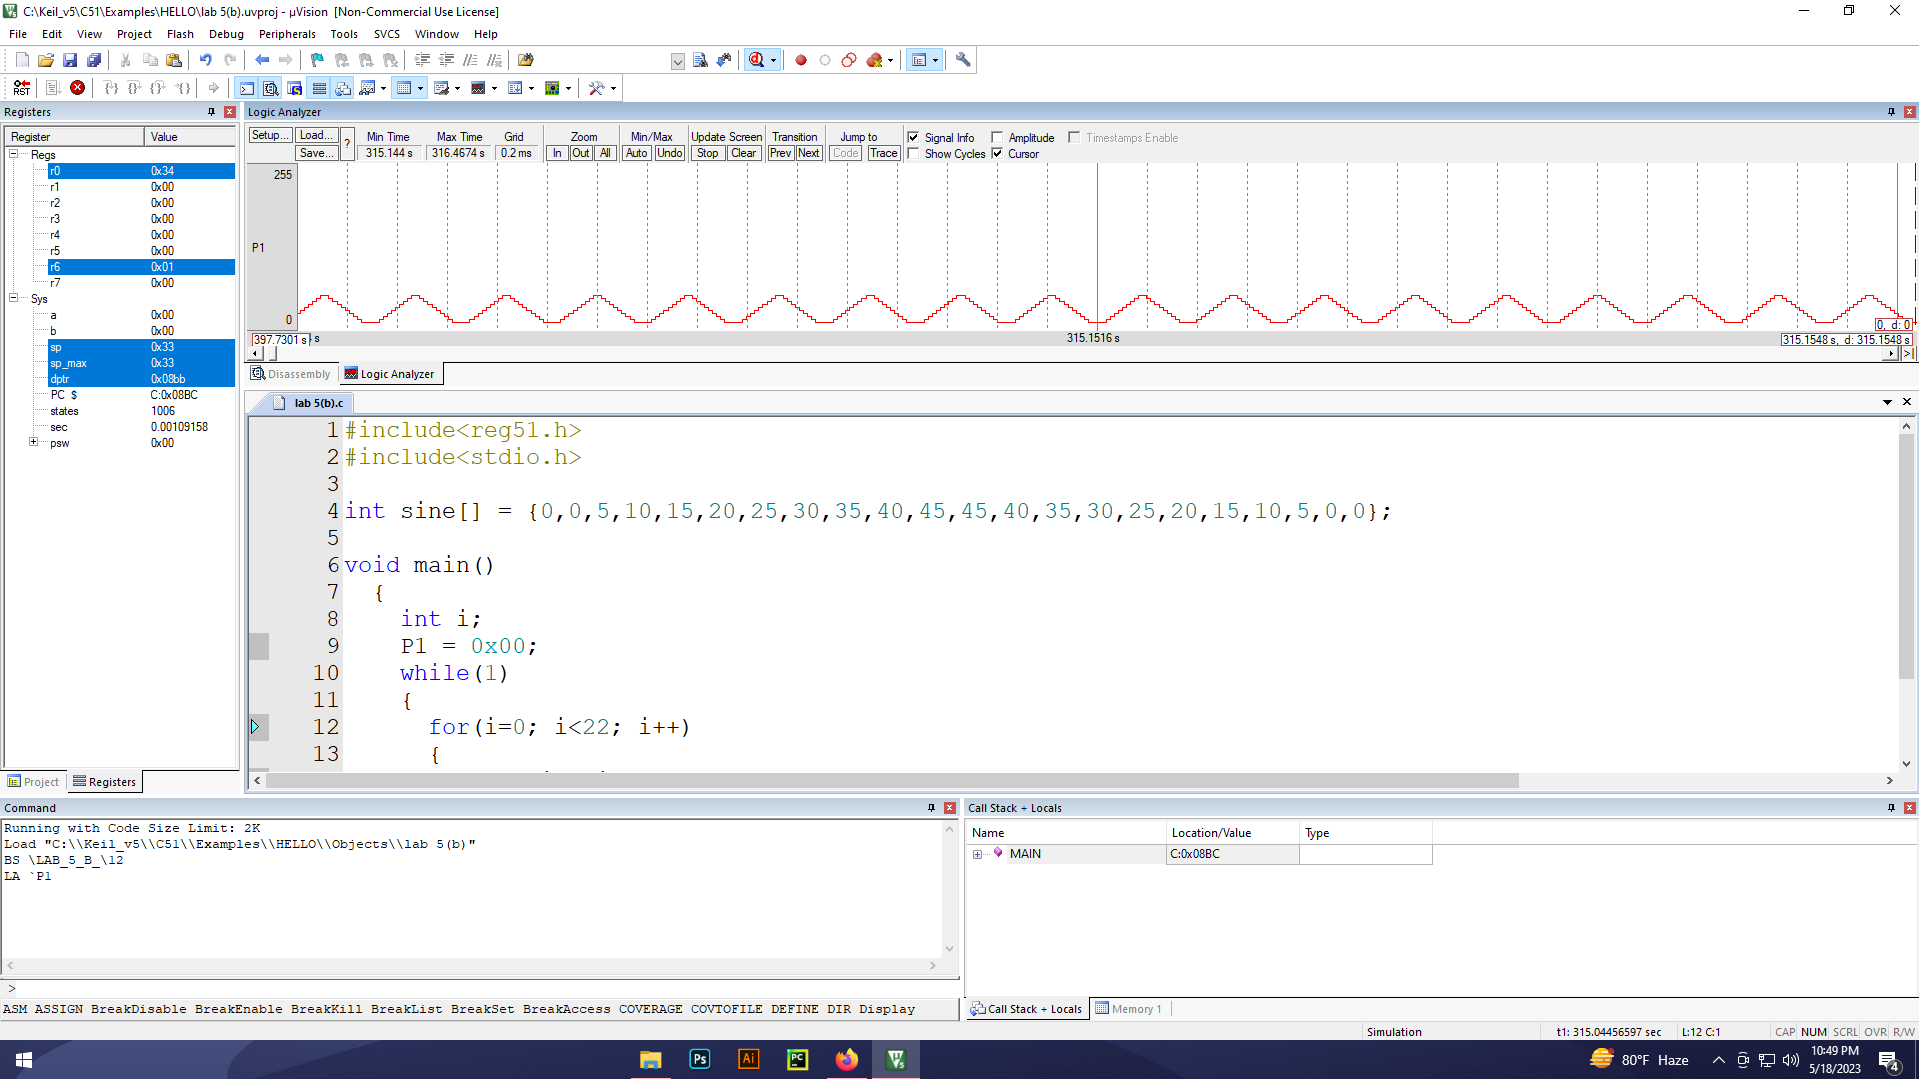 C:\Keil_v5\C51\Examples\HELLO\lab 5(b).uvproj - µVision [Non-Commercial Use License]
File Edit View Project Flash Debug Peripherals Tools SVCS Window Help
RST
Registers
Register Value
Regs
r0 0x34
r1 0x00
r2 0x00
r3 0x00
r4 0x00
r5 0x00
r6 0x01
r7 0x00
Sys
a 0x00
b 0x00
sp 0x33
sp_max 0x33
dptr 0x08bb
PC $ C:0x08BC
states 1006
sec 0.00109158
psw 0x00
Project Registers
Logic Analyzer
Setup... Load... ? Min Time Max Time Grid Zoom Min/Max Update Screen Transition Jump to Signal Info Amplitude Timestamps Enable
Save... 315.144 s 316.4674 s 0.2 ms In Out All Auto Undo Stop Clear Prev Next Code Trace Show Cycles Cursor
255
P1
0
0, d: 0
397.7301 s s 315.1516 s 315.1548 s, d: 315.1548 s
Disassembly Logic Analyzer
lab 5(b).c
1 #include<reg51.h>
2 #include<stdio.h>
3
4 int sine[] = {0,0,5,10,15,20,25,30,35,40,45,45,40,35,30,25,20,15,10,5,0,0};
5
6 void main()
7 {
8 int i;
9 P1 = 0x00;
10 while(1)
11 {
12 for(i=0; i<22; i++)
13 {
Command
Running with Code Size Limit: 2K
Load "C:\\Keil_v5\\C51\\Examples\\HELLO\\Objects\\lab 5(b)"
BS \LAB_5_B_\12
LA `P1
>
ASM ASSIGN BreakDisable BreakEnable BreakKill BreakList BreakSet BreakAccess COVERAGE COVTOFILE DEFINE DIR Display
Call Stack + Locals
Name Location/Value Type
MAIN C:0x08BC
Call Stack + Locals Memory 1
Simulation t1: 315.04456597 sec L:12 C:1 CAP NUM SCRL OVR R/W
Ps Ai PC
80°F Haze
10:49 PM
5/18/2023
4